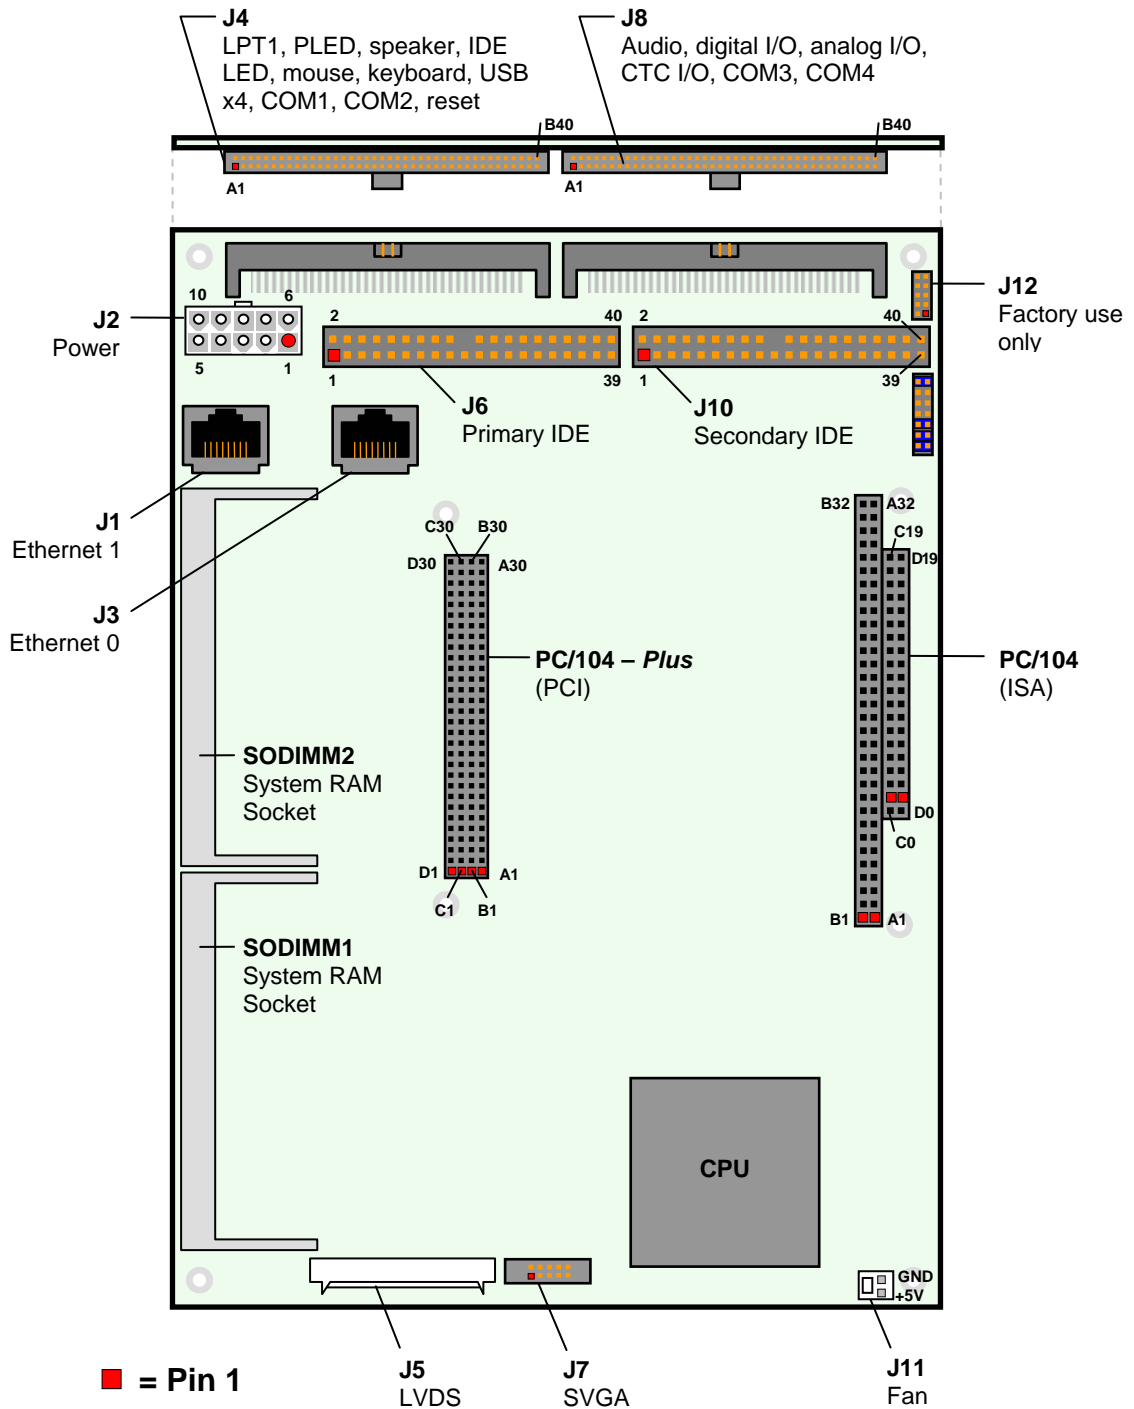 J4
LPT1, PLED, speaker, IDE
LED, mouse, keyboard, USB
x4, COM1, COM2, reset
J8
Audio, digital I/O, analog I/O,
CTC I/O, COM3, COM4
B40
B40
A1
A1
J12
Factory use
only
10
6
5
1
J2
Power
2
40
1
39
2
40
1
39
J6
Primary IDE
J10
Secondary IDE
J1
Ethernet 1
J3
Ethernet 0
C30
B30
D30
A30
B32
A32
C19
D19
PC/104 – Plus
(PCI)
PC/104
(ISA)
SODIMM2
System RAM
Socket
D0
C0
D1
A1
C1
B1
B1
A1
SODIMM1
System RAM
Socket
CPU
GND
+5V
= Pin 1
J5
LVDS
J7
SVGA
J11
Fan